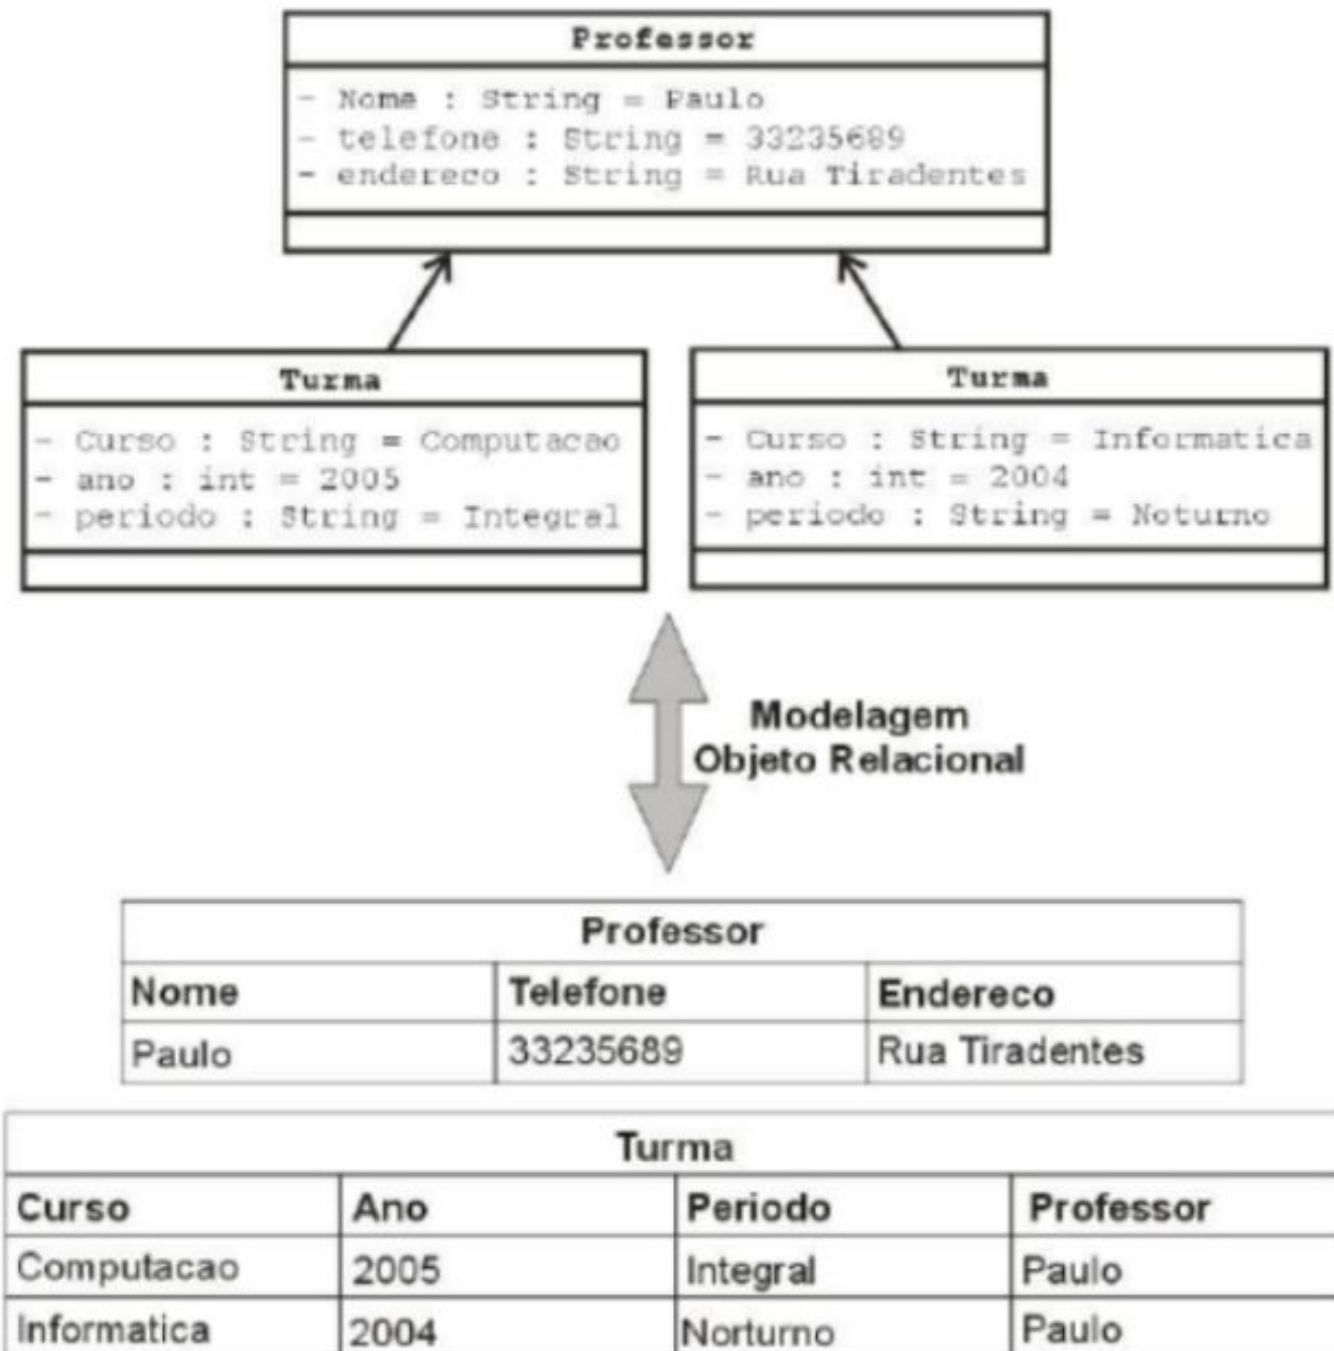 Professor
- Nome : String = Paulo
- telefone : String = 33235689
- endereco : String = Rua Tiradentes
Turma
- Curso : String = Computacao
- ano : int = 2005
- periodo : String = Integral
Turma
- Curso : String = Informatica
- ano : int = 2004
- periodo : String = Noturno
Modelagem
Objeto Relacional
Professor
Nome Telefone Endereco
Paulo 33235689 Rua Tiradentes
Turma
Curso Ano Periodo Professor
Computacao 2005 Integral Paulo
Informatica 2004 Norturno Paulo